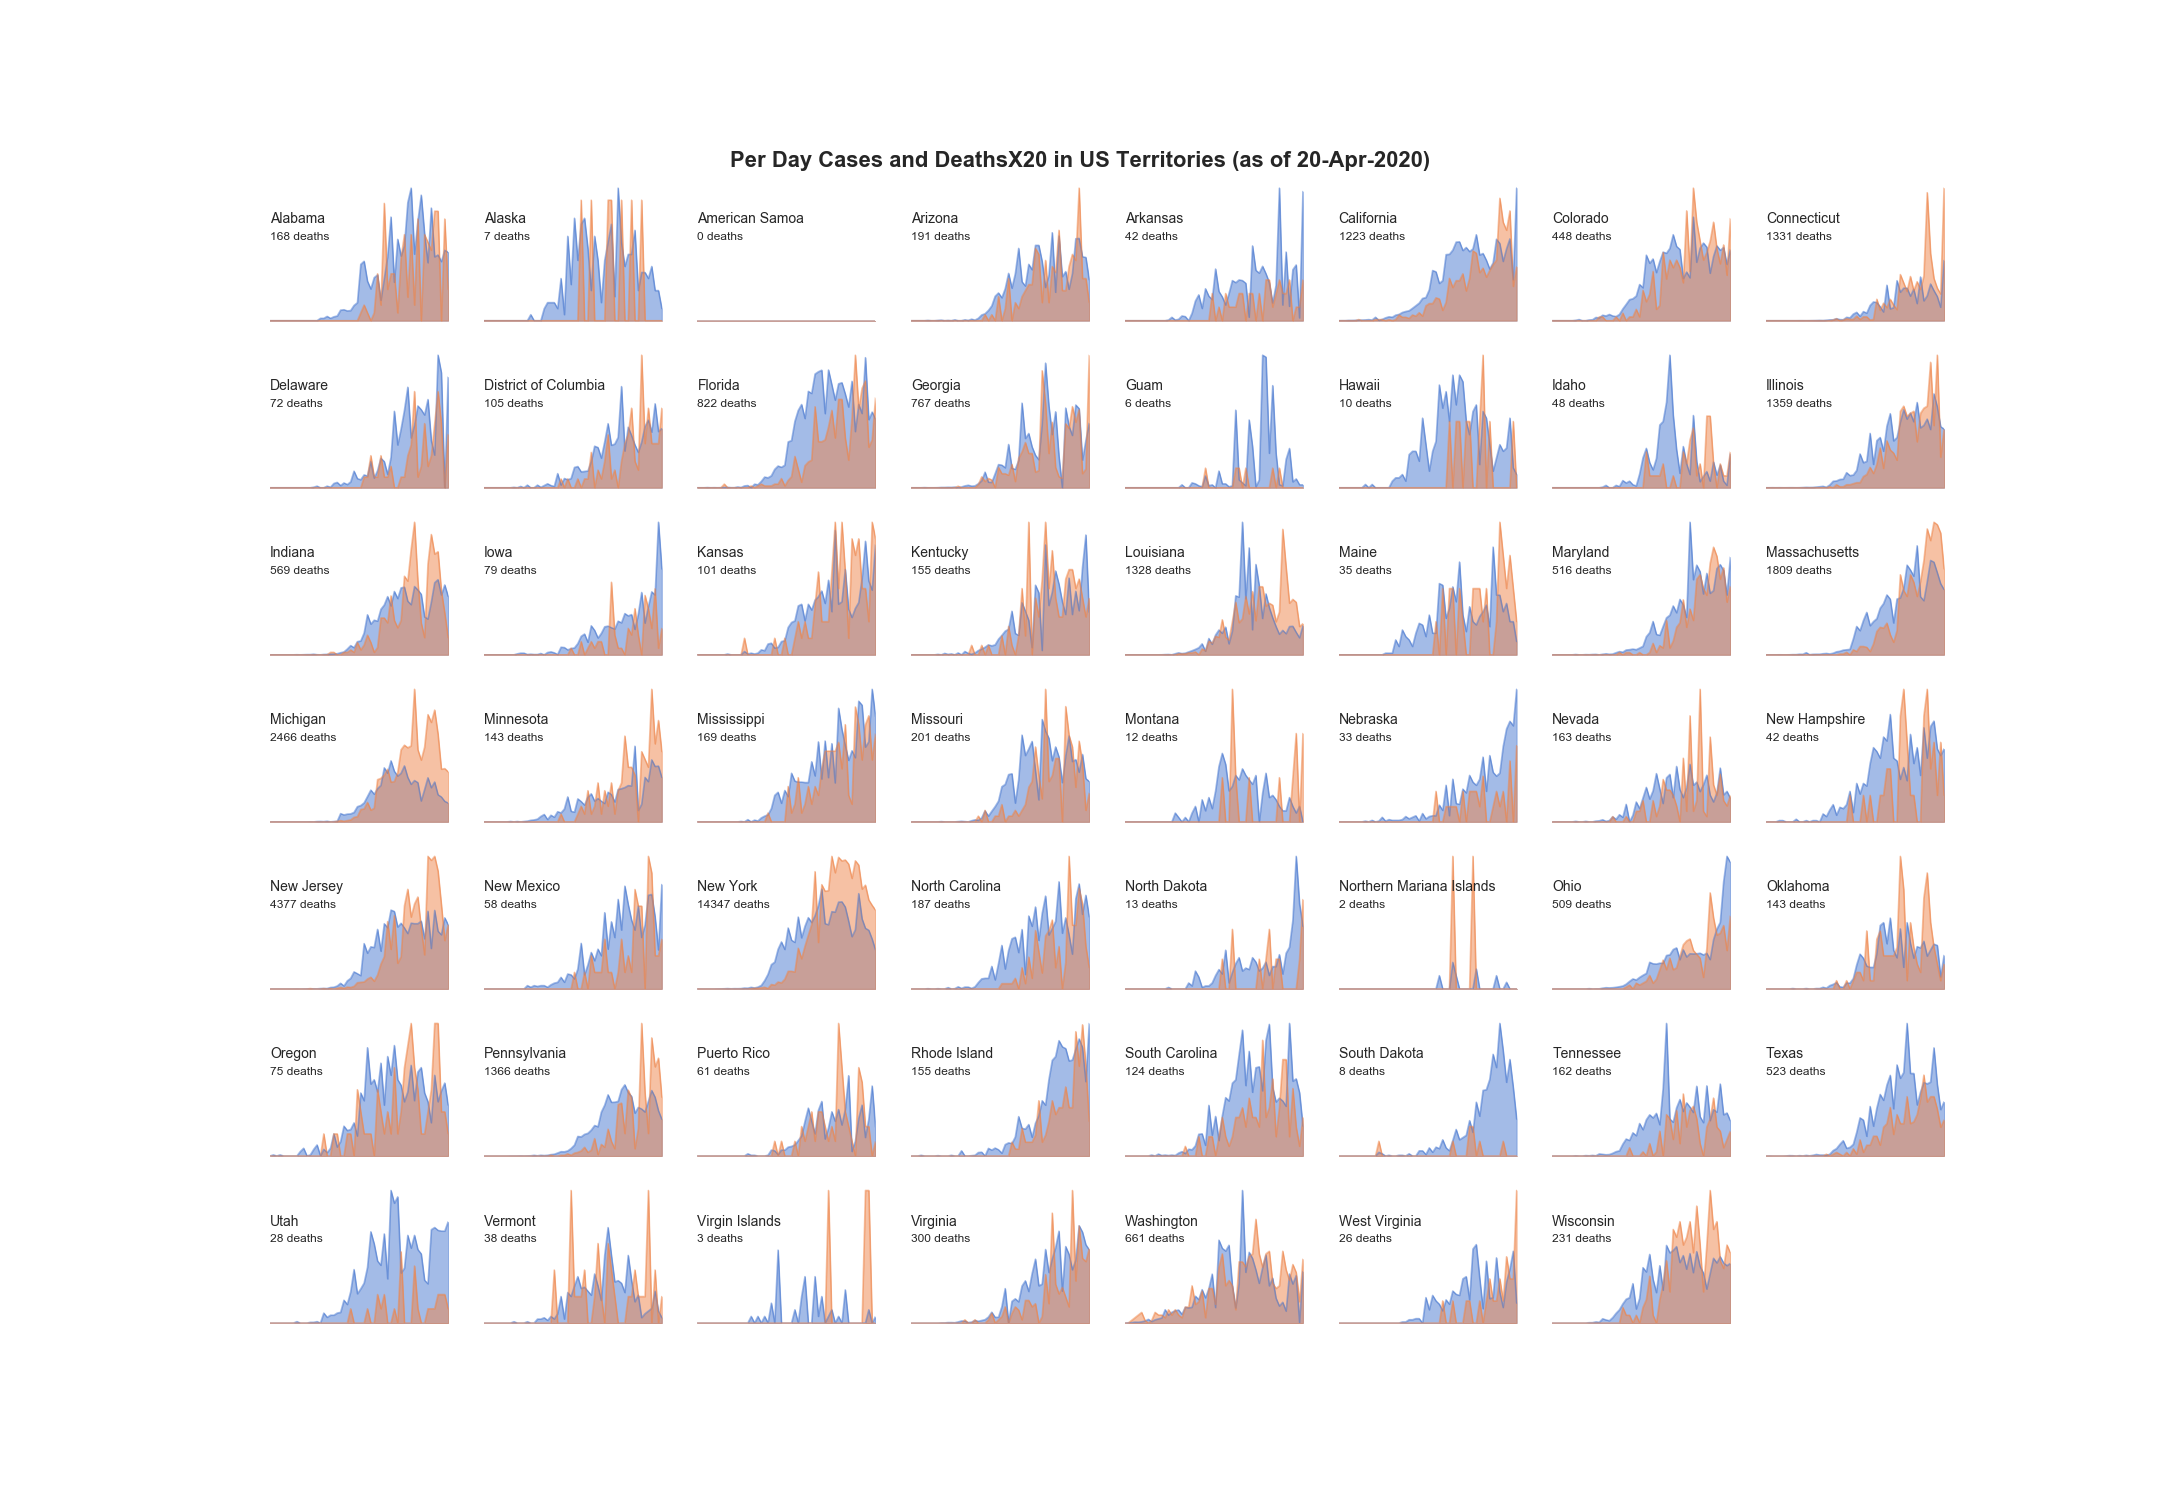 Per Day Cases and DeathsX20 in US Territories (as of 20-Apr-2020)
Alabama
168 deaths
Alaska
7 deaths
American Samoa
0 deaths
Arizona
191 deaths
Arkansas
42 deaths
California
1223 deaths
Colorado
448 deaths
Connecticut
1331 deaths
Delaware
72 deaths
District of Columbia
105 deaths
Florida
822 deaths
Georgia
767 deaths
Guam
6 deaths
Hawaii
10 deaths
Idaho
48 deaths
Illinois
1359 deaths
Indiana
569 deaths
Iowa
79 deaths
Kansas
101 deaths
Kentucky
155 deaths
Louisiana
1328 deaths
Maine
35 deaths
Maryland
516 deaths
Massachusetts
1809 deaths
Michigan
2466 deaths
Minnesota
143 deaths
Mississippi
169 deaths
Missouri
201 deaths
Montana
12 deaths
Nebraska
33 deaths
Nevada
163 deaths
New Hampshire
42 deaths
New Jersey
4377 deaths
New Mexico
58 deaths
New York
14347 deaths
North Carolina
187 deaths
North Dakota
13 deaths
Northern Mariana Islands
2 deaths
Ohio
509 deaths
Oklahoma
143 deaths
Oregon
75 deaths
Pennsylvania
1366 deaths
Puerto Rico
61 deaths
Rhode Island
155 deaths
South Carolina
124 deaths
South Dakota
8 deaths
Tennessee
162 deaths
Texas
523 deaths
Utah
28 deaths
Vermont
38 deaths
Virgin Islands
3 deaths
Virginia
300 deaths
Washington
661 deaths
West Virginia
26 deaths
Wisconsin
231 deaths